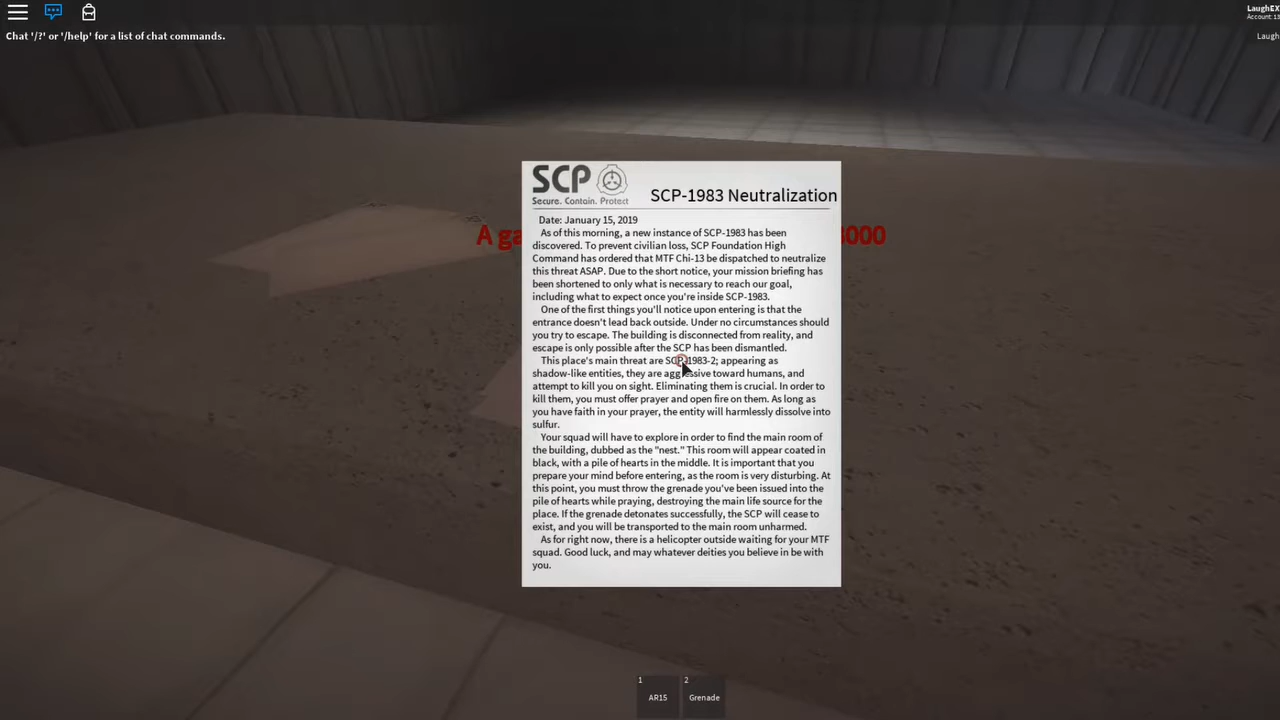 LaughEX
Account: 13
Chat '/?' or '/help' for a list of chat commands.
Laugh
SCP
Secure. Contain. Protect
SCP-1983 Neutralization
Date: January 15, 2019
As of this morning, a new instance of SCP-1983 has been
discovered. To prevent civilian loss, SCP Foundation High
Command has ordered that MTF Chi-13 be dispatched to neutralize
this threat ASAP. Due to the short notice, your mission briefing has
been shortened to only what is necessary to reach our goal,
including what to expect once you're inside SCP-1983.
One of the first things you'll notice upon entering is that the
entrance doesn't lead back outside. Under no circumstances should
you try to escape. The building is disconnected from reality, and
escape is only possible after the SCP has been dismantled.
This place's main threat are SCP-1983-2; appearing as
shadow-like entities, they are aggressive toward humans, and
attempt to kill you on sight. Eliminating them is crucial. In order to
kill them, you must offer prayer and open fire on them. As long as
you have faith in your prayer, the entity will harmlessly dissolve into
sulfur.
Your squad will have to explore in order to find the main room of
the building, dubbed as the "nest." This room will appear coated in
black, with a pile of hearts in the middle. It is important that you
prepare your mind before entering, as the room is very disturbing. At
this point, you must throw the grenade you've been issued into the
pile of hearts while praying, destroying the main life source for the
place. If the grenade detonates successfully, the SCP will cease to
exist, and you will be transported to the main room unharmed.
As for right now, there is a helicopter outside waiting for your MTF
squad. Good luck, and may whatever deities you believe in be with
you.
A ga 3000
1 2
AR15 Grenade